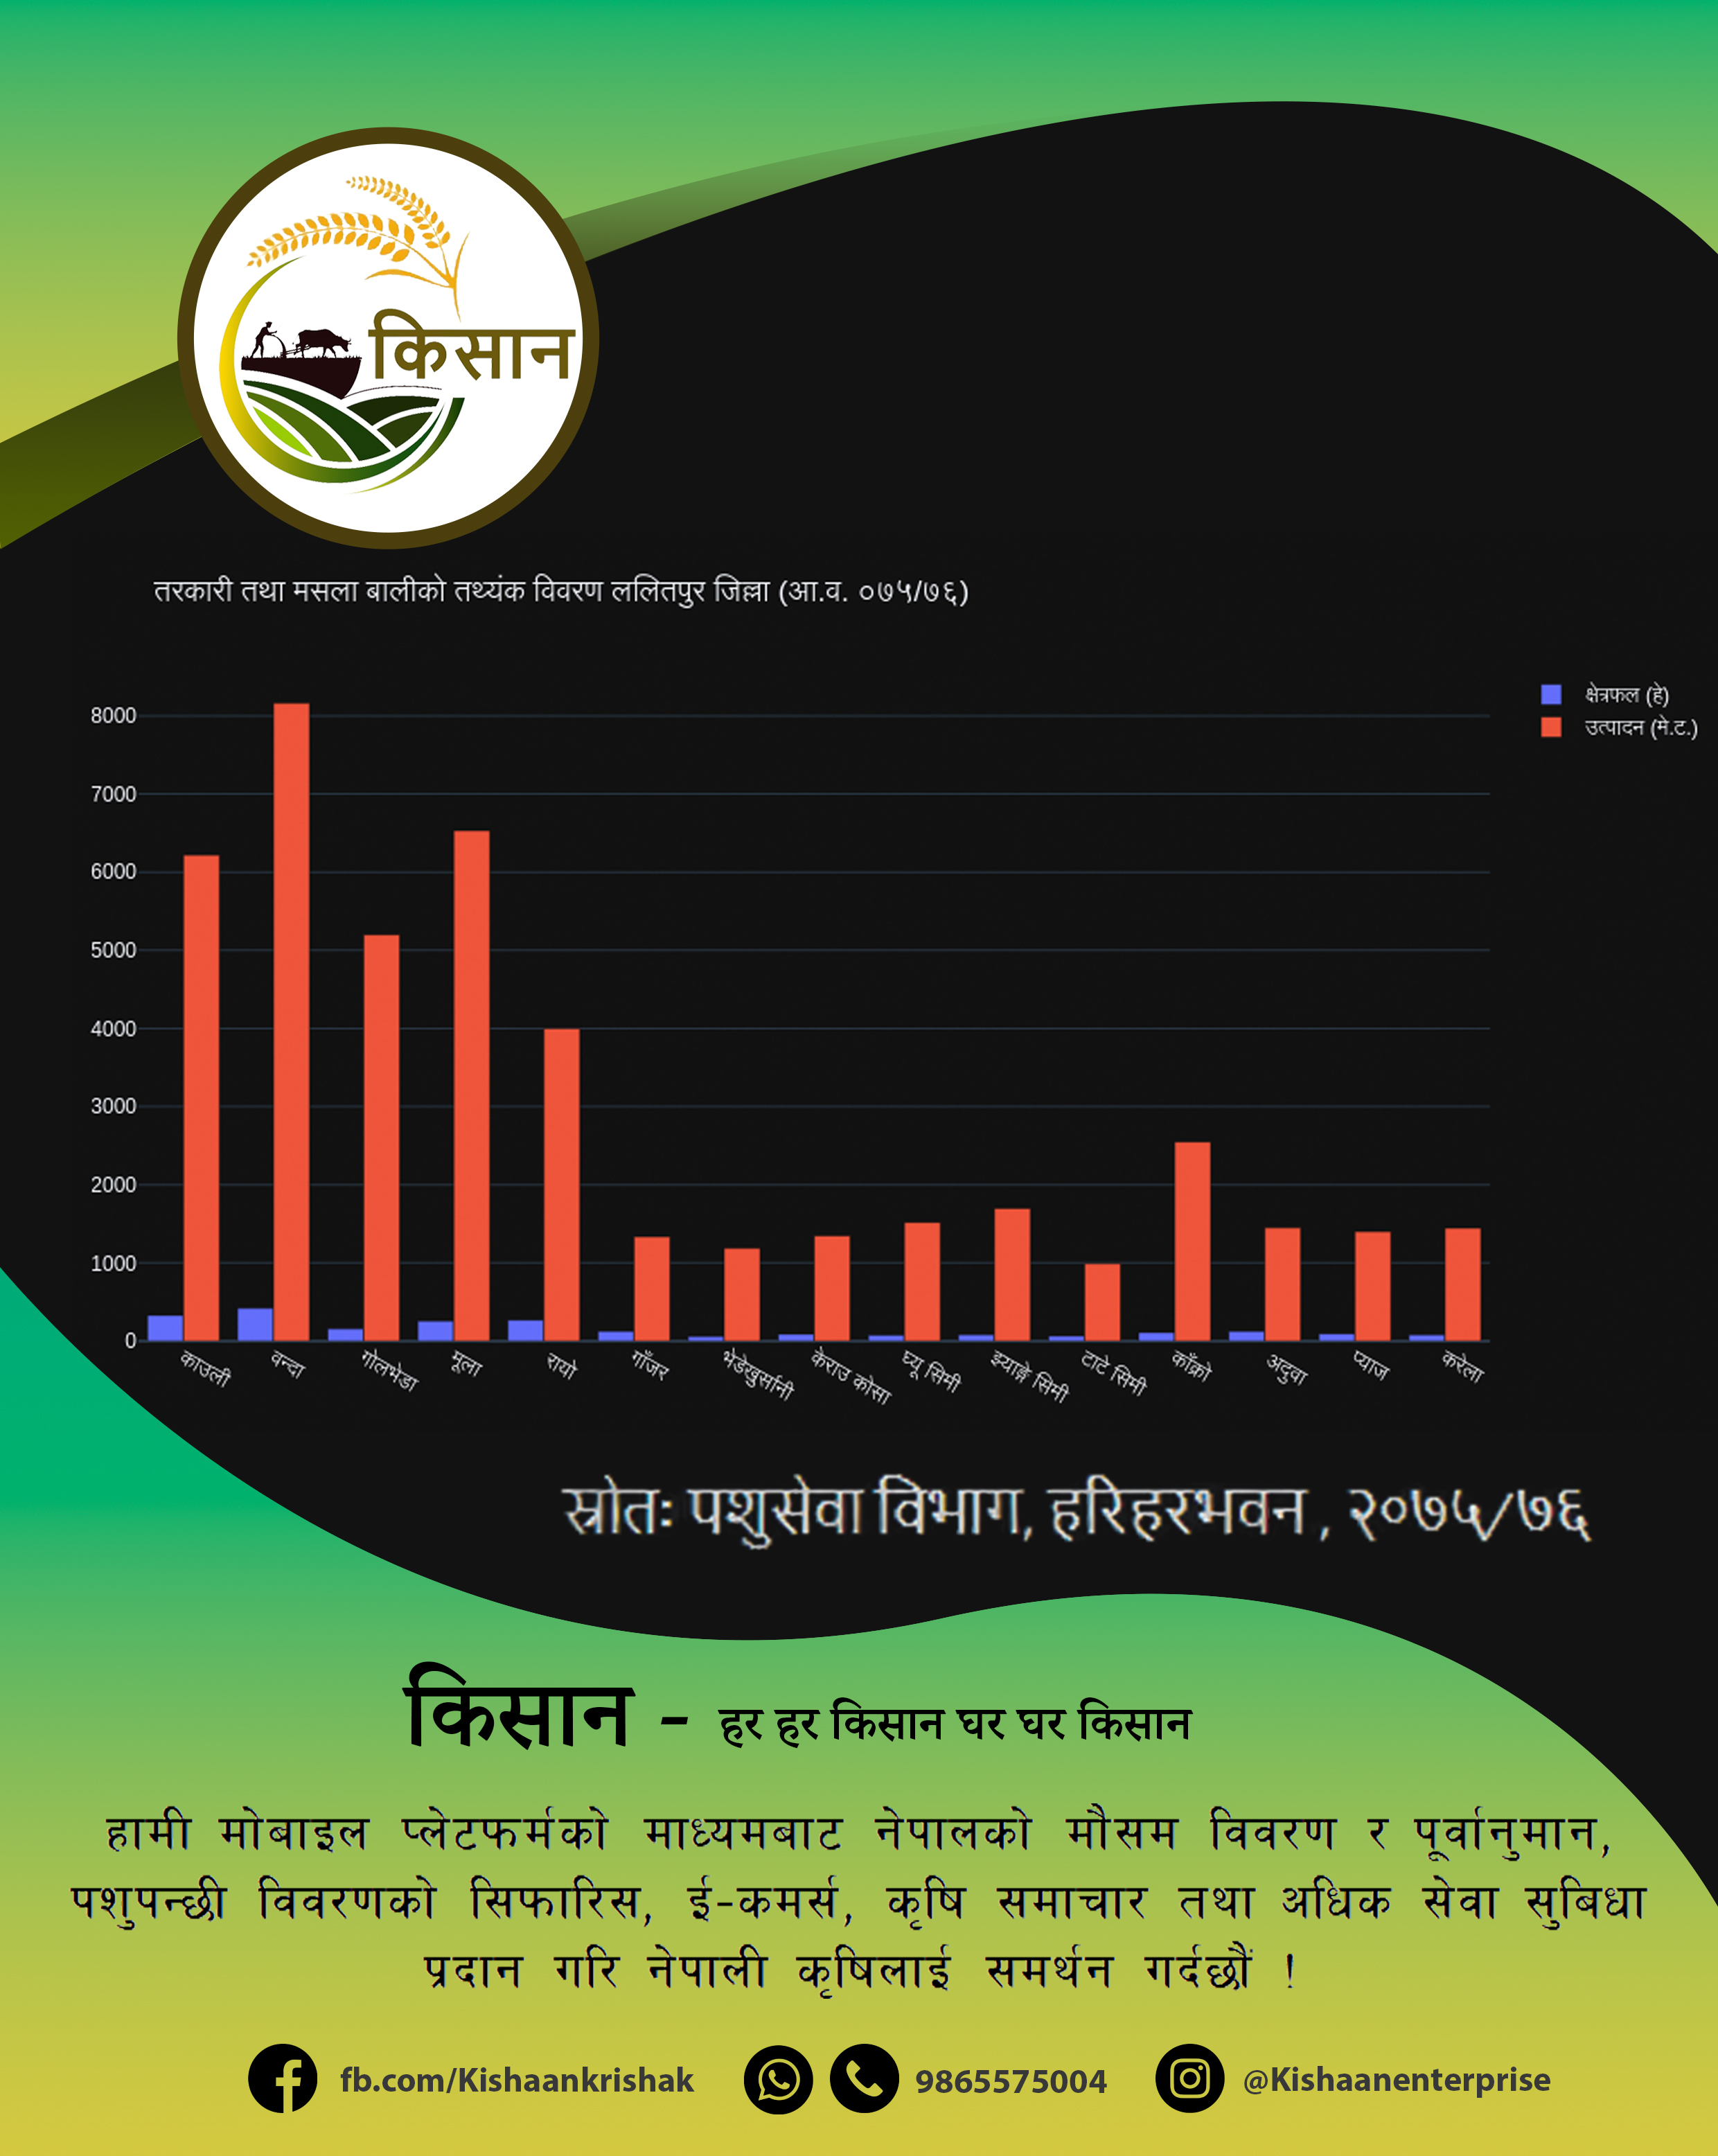 किसान
तरकारी तथा मसला बालीको तथ्यंक विवरण ललितपुर जिल्ला (आ.व. ०७५/७६)
क्षेत्रफल (हे)
उत्पादन (मे.ट.)
8000
7000
6000
5000
4000
3000
2000
1000
0
काउली वन्दा गोलभेडा मूला रायो गाँजर भेडेखुर्सानी केराउ कोसा घ्यू सिमी झ्याङ्गे सिमी टाटे सिमी काँक्रो अदुवा प्याज करेला
स्रोतः पशुसेवा विभाग, हरिहरभवन , २०७५/७६
किसान - हर हर किसान घर घर किसान
हामी मोबाइल प्लेटफर्मको माध्यमबाट नेपालको मौसम विवरण र पूर्वानुमान,
पशुपन्छी विवरणको सिफारिस, ई-कमर्स, कृषि समाचार तथा अधिक सेवा सुबिधा
प्रदान गरि नेपाली कृषिलाई समर्थन गर्दछौं !
fb.com/Kishaankrishak 9865575004 @Kishaanenterprise